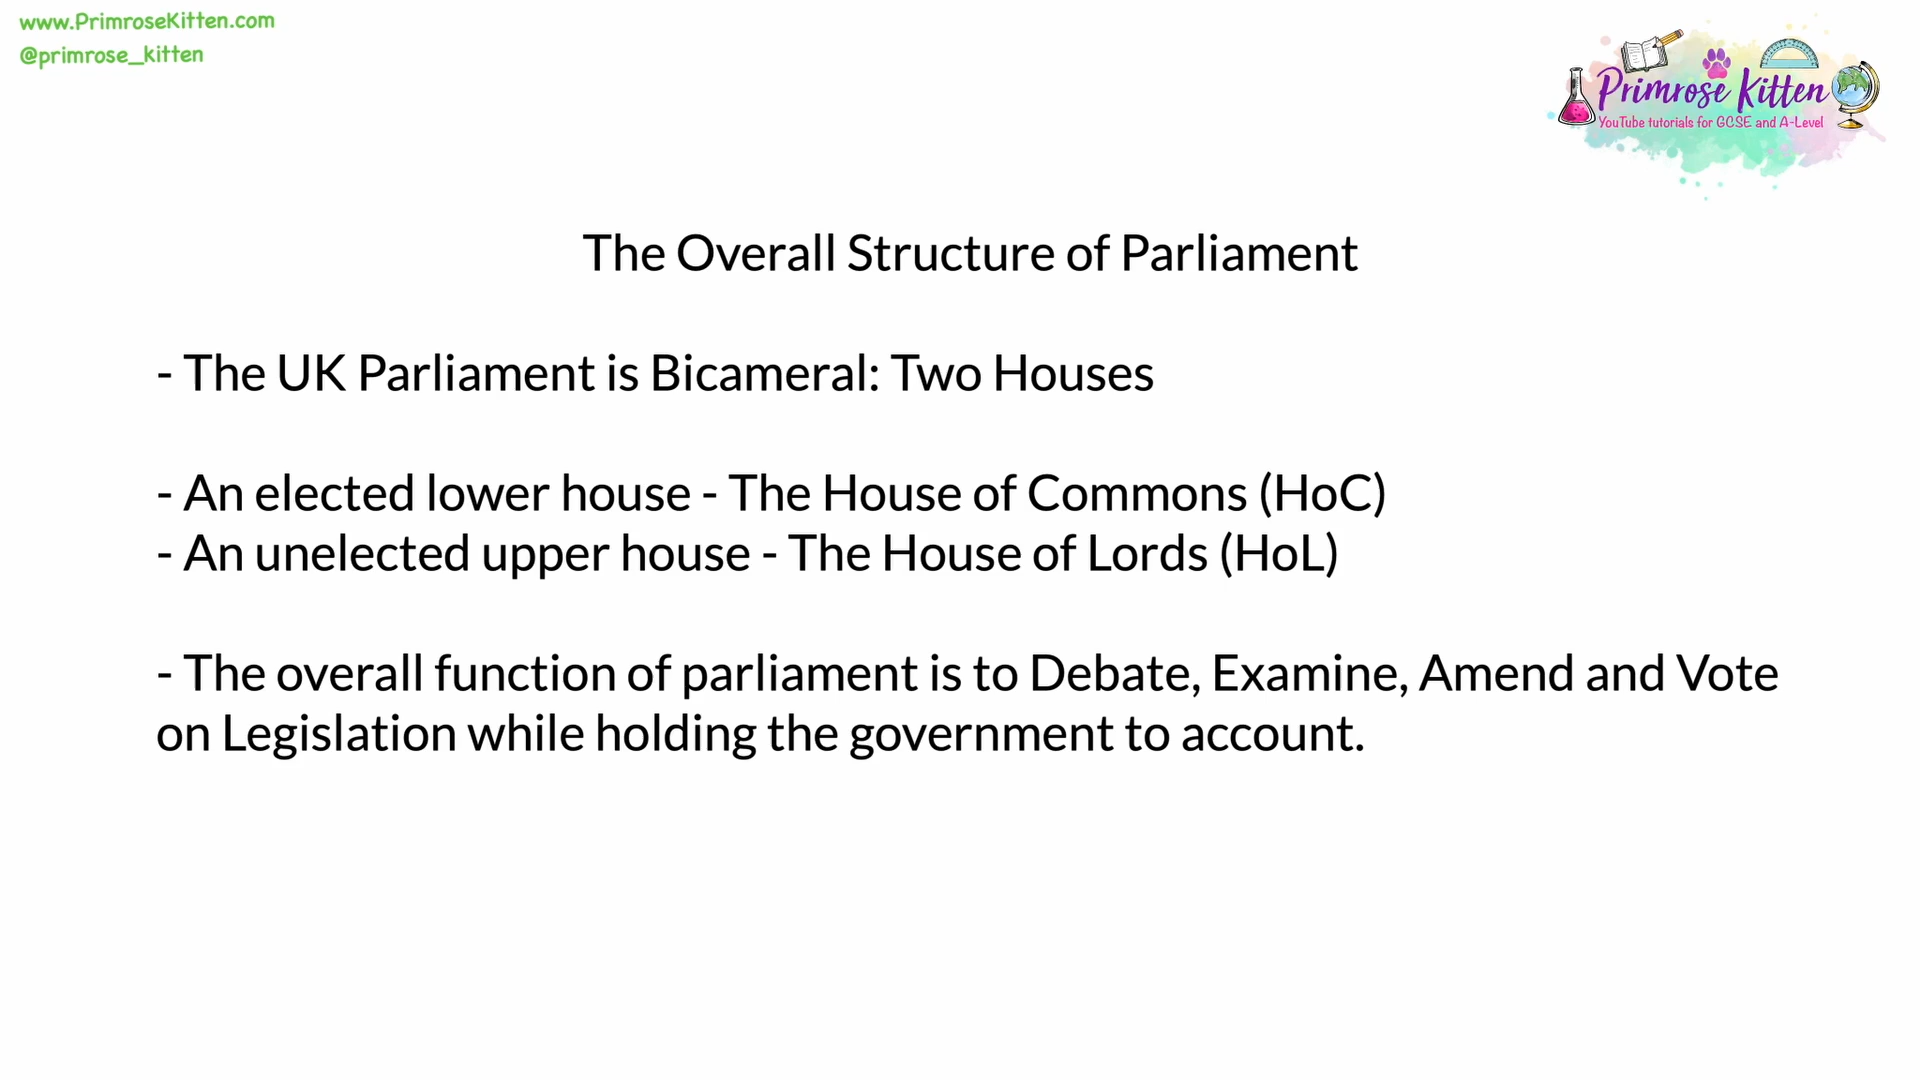 www.PrimroseKitten.com
@primrose_kitten
Primrose Kitten
YouTube tutorials for GCSE and A-Level
The Overall Structure of Parliament
- The UK Parliament is Bicameral: Two Houses
- An elected lower house - The House of Commons (HoC)
- An unelected upper house - The House of Lords (HoL)
- The overall function of parliament is to Debate, Examine, Amend and Vote
on Legislation while holding the government to account.